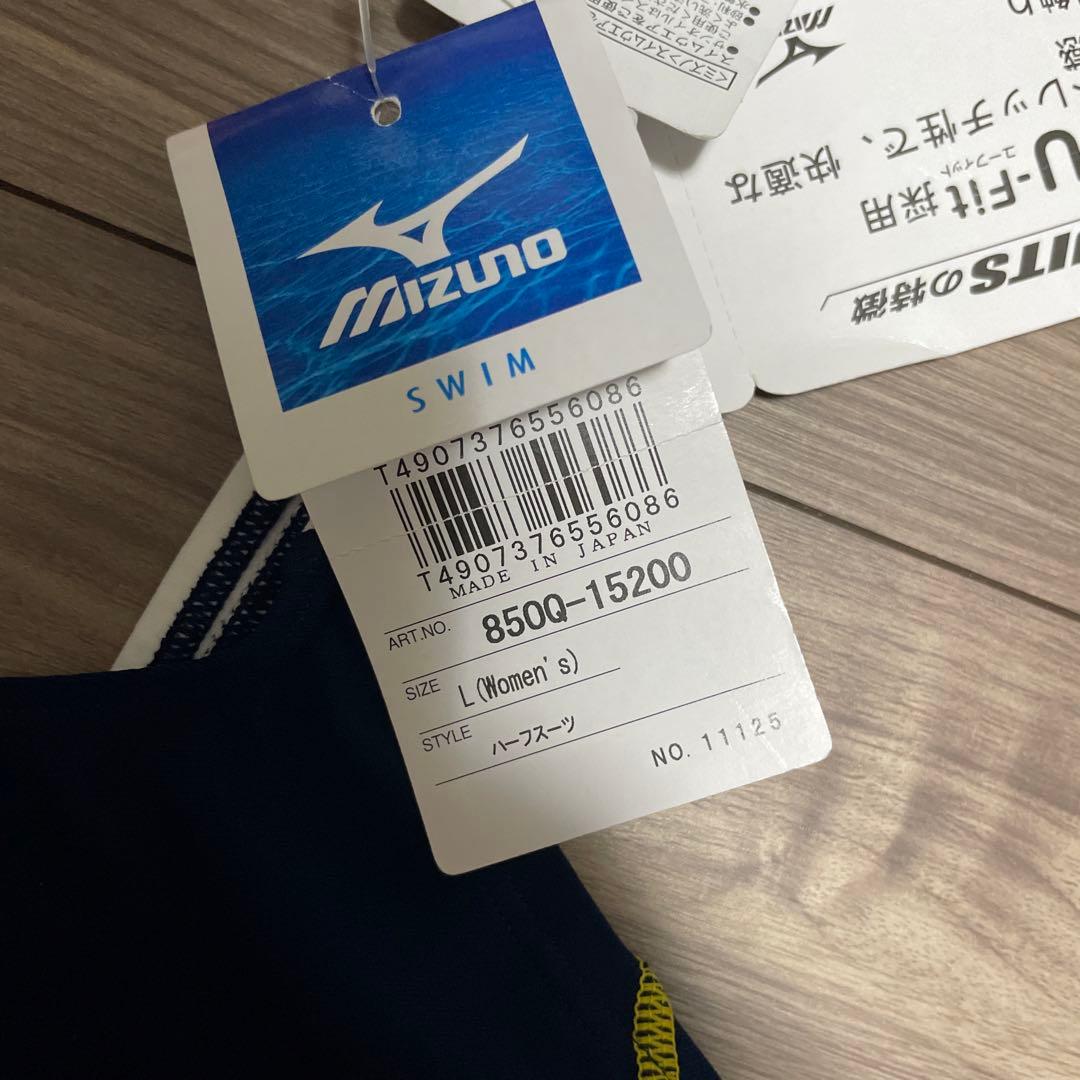 MIZUNO
SWIM
T4907376556086
T4907376556086
MADE IN JAPAN
ART.NO. 850Q-15200
SIZE L(Women's)
STYLE ハーフスーツ
NO. 11125
ITSの特徴
U-Fit採用
ユーフィット
レッチ性で、快適な
MIZUNO